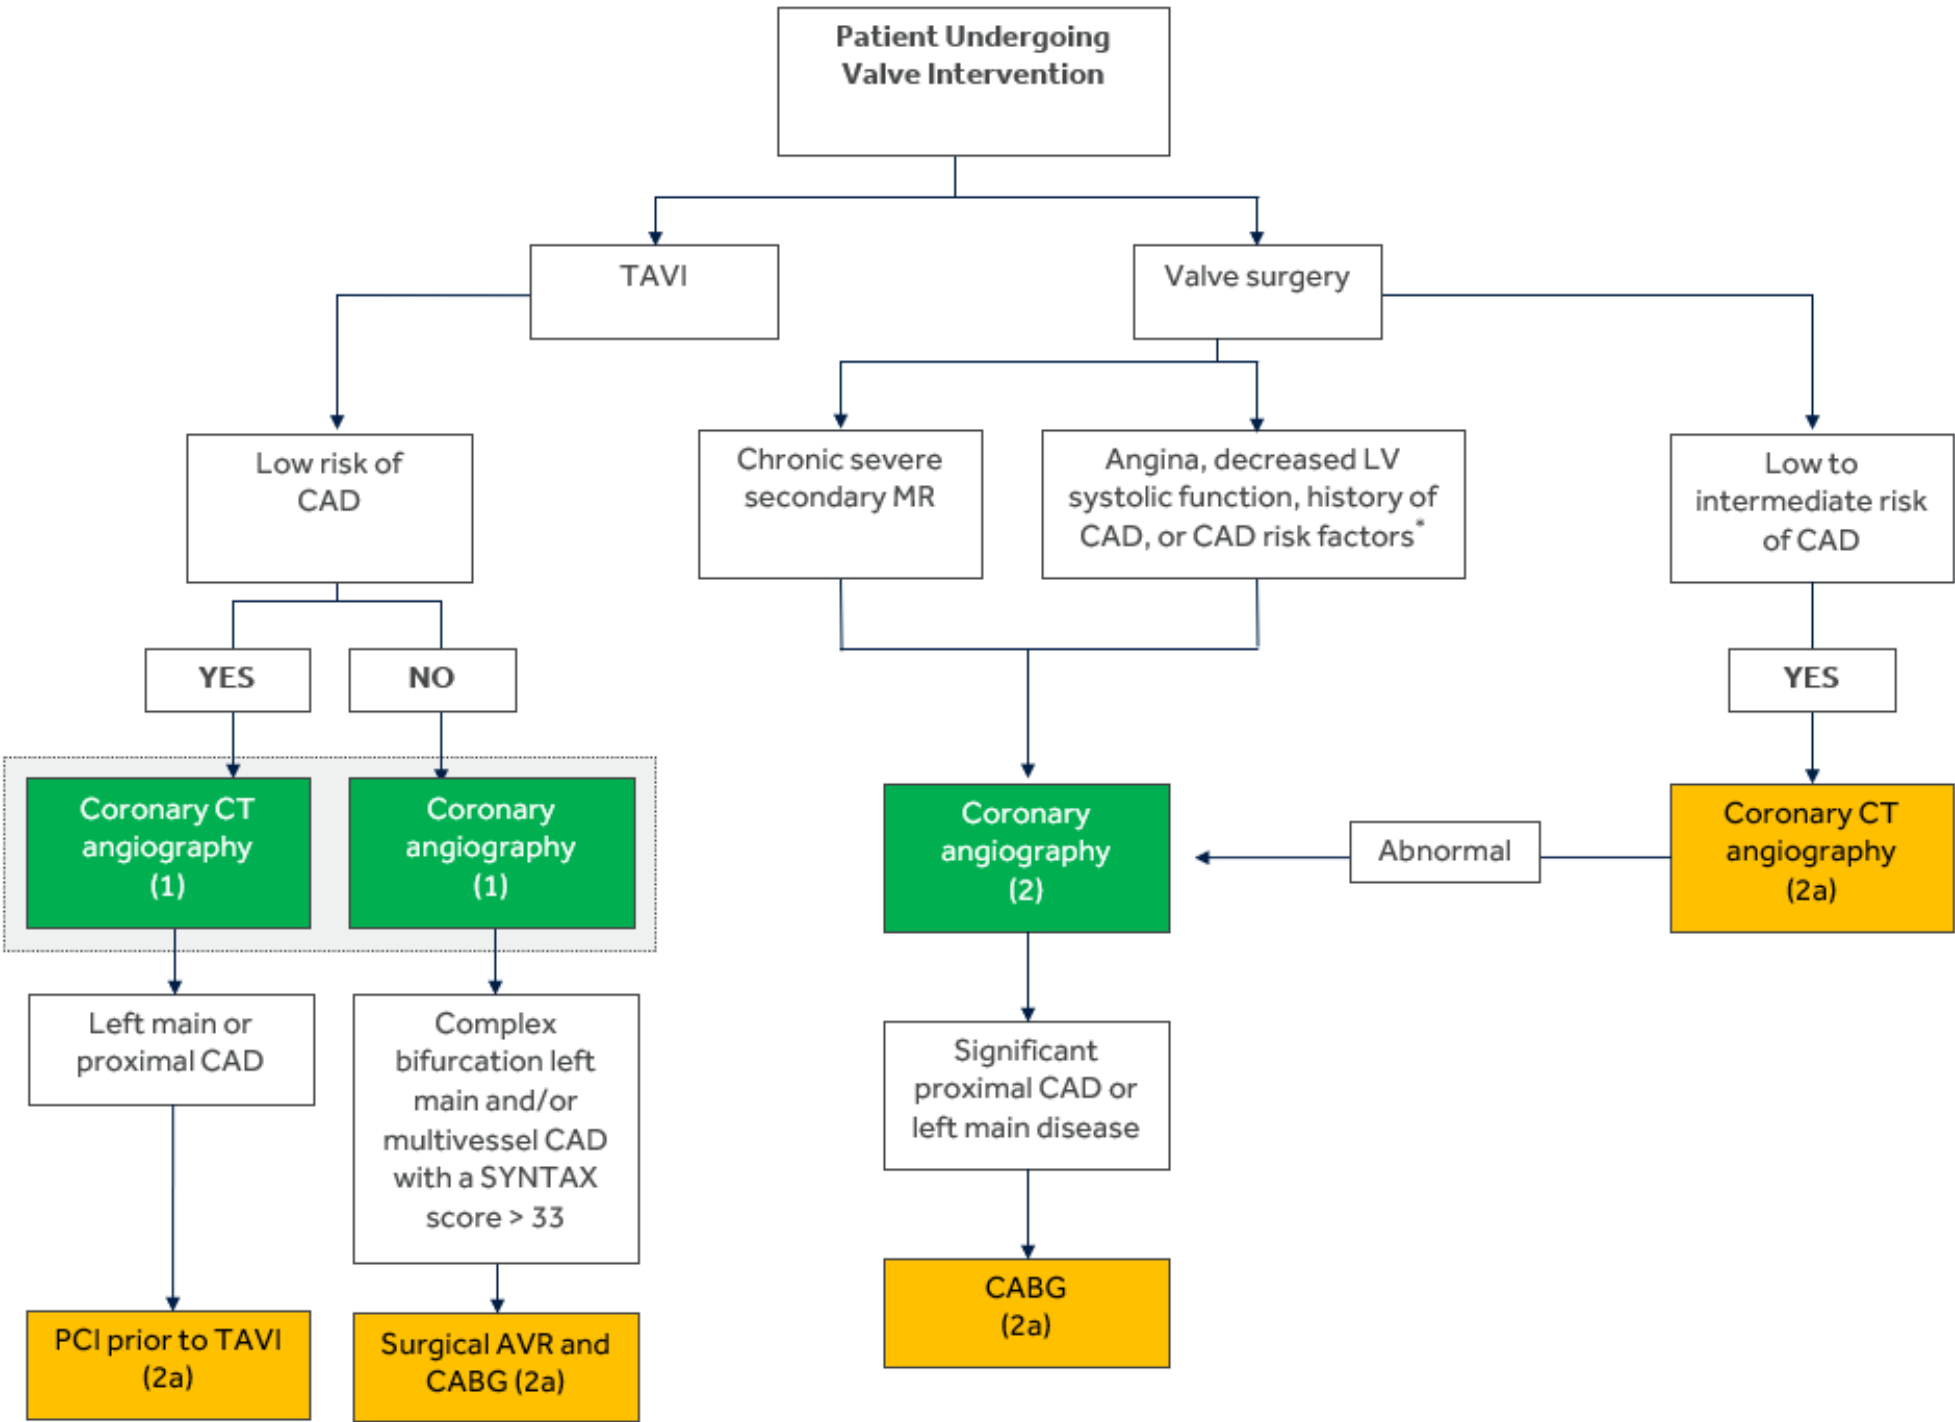 Patient Undergoing
Valve Intervention
TAVI
Valve surgery
Low risk of
CAD
Chronic severe
secondary MR
Angina, decreased LV
systolic function, history of
CAD, or CAD risk factors*
Low to
intermediate risk
of CAD
YES
NO
YES
Coronary CT
angiography
(1)
Coronary
angiography
(1)
Coronary
angiography
(2)
Abnormal
Coronary CT
angiography
(2a)
Left main or
proximal CAD
Complex
bifurcation left
main and/or
multivessel CAD
with a SYNTAX
score > 33
Significant
proximal CAD or
left main disease
PCI prior to TAVI
(2a)
Surgical AVR and
CABG (2a)
CABG
(2a)